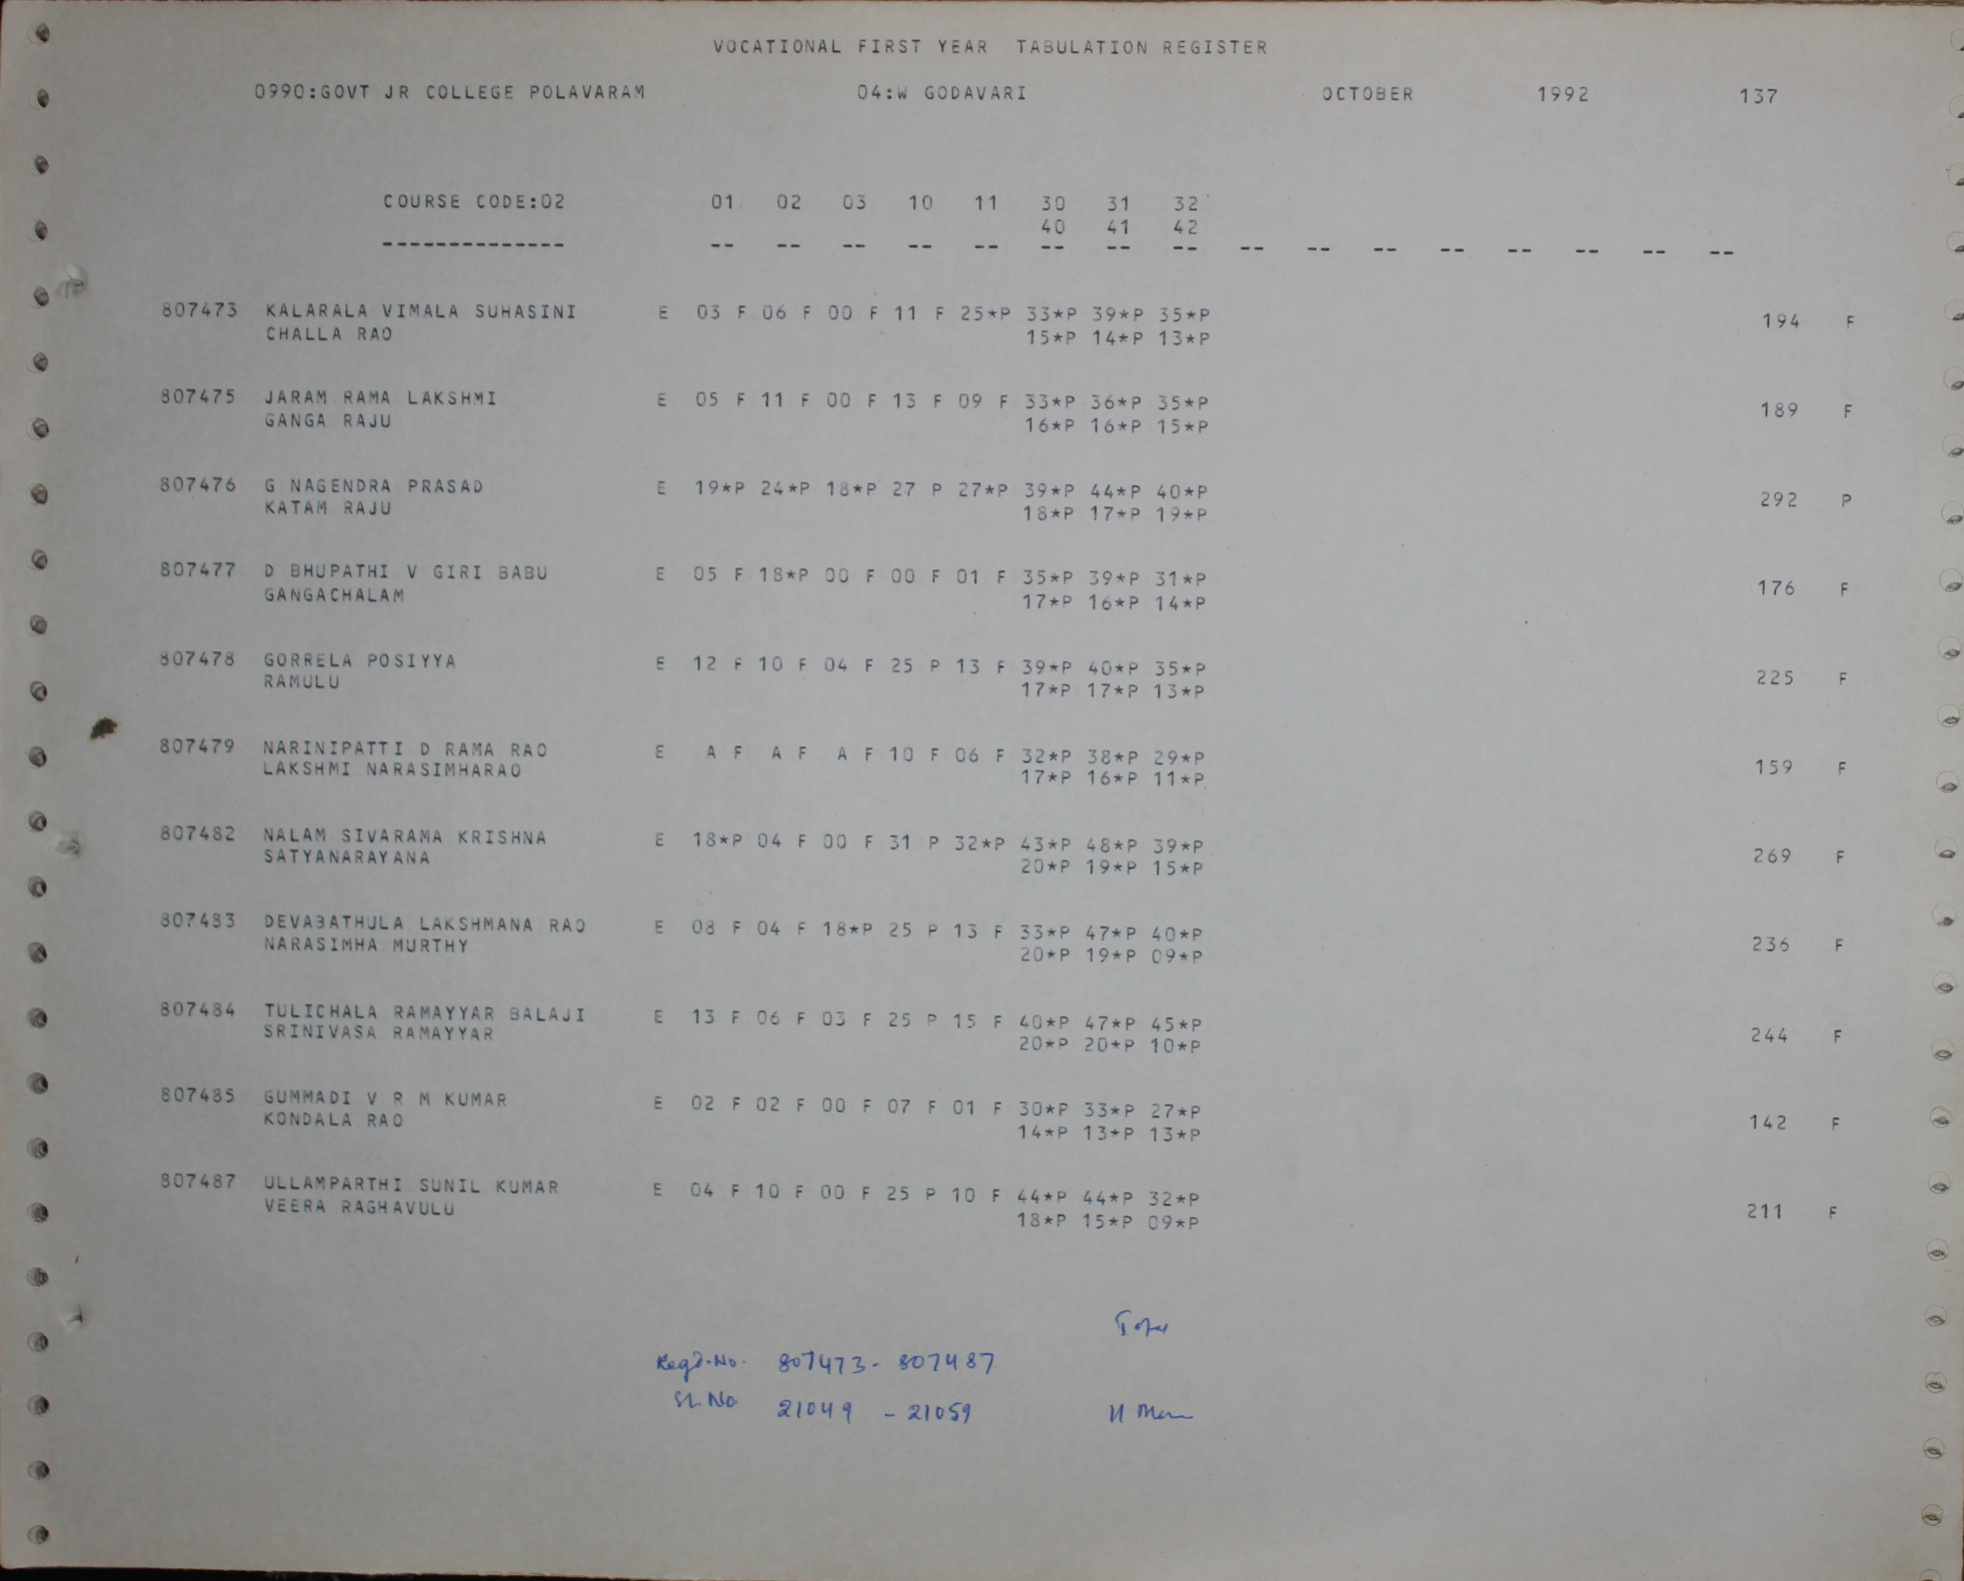 VOCATIONAL FIRST YEAR TABULATION REGISTER
0990:GOVT JR COLLEGE POLAVARAM 04:W GODAVARI OCTOBER 1992 137
COURSE CODE:02 01 02 03 10 11 30 31 32
40 41 42
-------------- -- -- -- -- -- -- -- -- -- -- -- -- -- -- -- --
807473 KALARALA VIMALA SUHASINI E 03 F 06 F 00 F 11 F 25*P 33*P 39*P 35*P 194 F
CHALLA RAO 15*P 14*P 13*P
807475 JARAM RAMA LAKSHMI E 05 F 11 F 00 F 13 F 09 F 33*P 36*P 35*P 189 F
GANGA RAJU 16*P 16*P 15*P
807476 G NAGENDRA PRASAD E 19*P 24*P 18*P 27 P 27*P 39*P 44*P 40*P 292 P
KATAM RAJU 18*P 17*P 19*P
807477 D BHUPATHI V GIRI BABU E 05 F 18*P 00 F 00 F 01 F 35*P 39*P 31*P 176 F
GANGACHALAM 17*P 16*P 14*P
807478 GORRELA POSIYYA E 12 F 10 F 04 F 25 P 13 F 39*P 40*P 35*P 225 F
RAMULU 17*P 17*P 13*P
807479 NARINIPATTI D RAMA RAO E A F A F A F 10 F 06 F 32*P 38*P 29*P 159 F
LAKSHMI NARASIMHARAO 17*P 16*P 11*P
807482 NALAM SIVARAMA KRISHNA E 18*P 04 F 00 F 31 P 32*P 43*P 48*P 39*P 269 F
SATYANARAYANA 20*P 19*P 15*P
807483 DEVABATHULA LAKSHMANA RAO E 08 F 04 F 18*P 25 P 13 F 33*P 47*P 40*P 236 F
NARASIMHA MURTHY 20*P 19*P 09*P
807484 TULICHALA RAMAYYAR BALAJI E 13 F 06 F 03 F 25 P 15 F 40*P 47*P 45*P 244 F
SRINIVASA RAMAYYAR 20*P 20*P 10*P
807485 GUMMADI V R M KUMAR E 02 F 02 F 00 F 07 F 01 F 30*P 33*P 27*P 142 F
KONDALA RAO 14*P 13*P 13*P
807487 ULLAMPARTHI SUNIL KUMAR E 04 F 10 F 00 F 25 P 10 F 44*P 44*P 32*P 211 F
VEERA RAGHAVULU 18*P 15*P 09*P
Regd.No. 807473- 807487
Sl.No 21049 - 21059